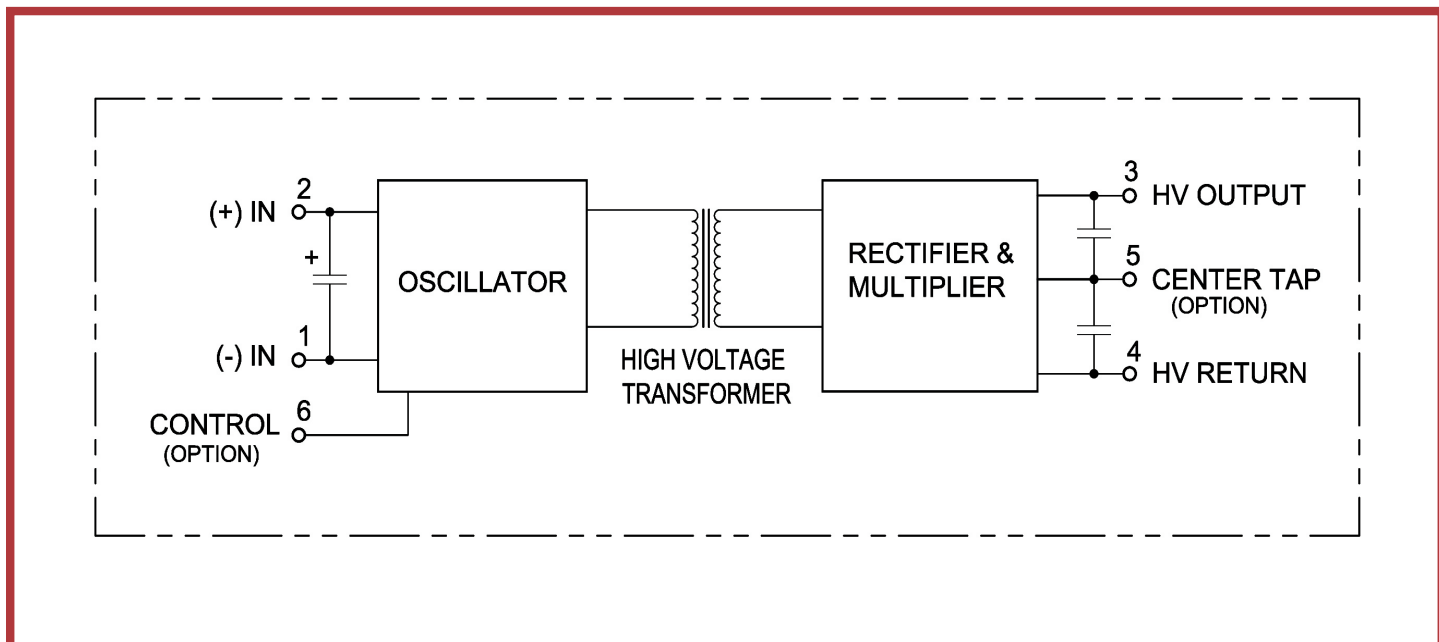 2
(+) IN
+
1
(-) IN
6
CONTROL
(OPTION)
OSCILLATOR
HIGH VOLTAGE
TRANSFORMER
RECTIFIER &
MULTIPLIER
3
HV OUTPUT
5
CENTER TAP
(OPTION)
4
HV RETURN